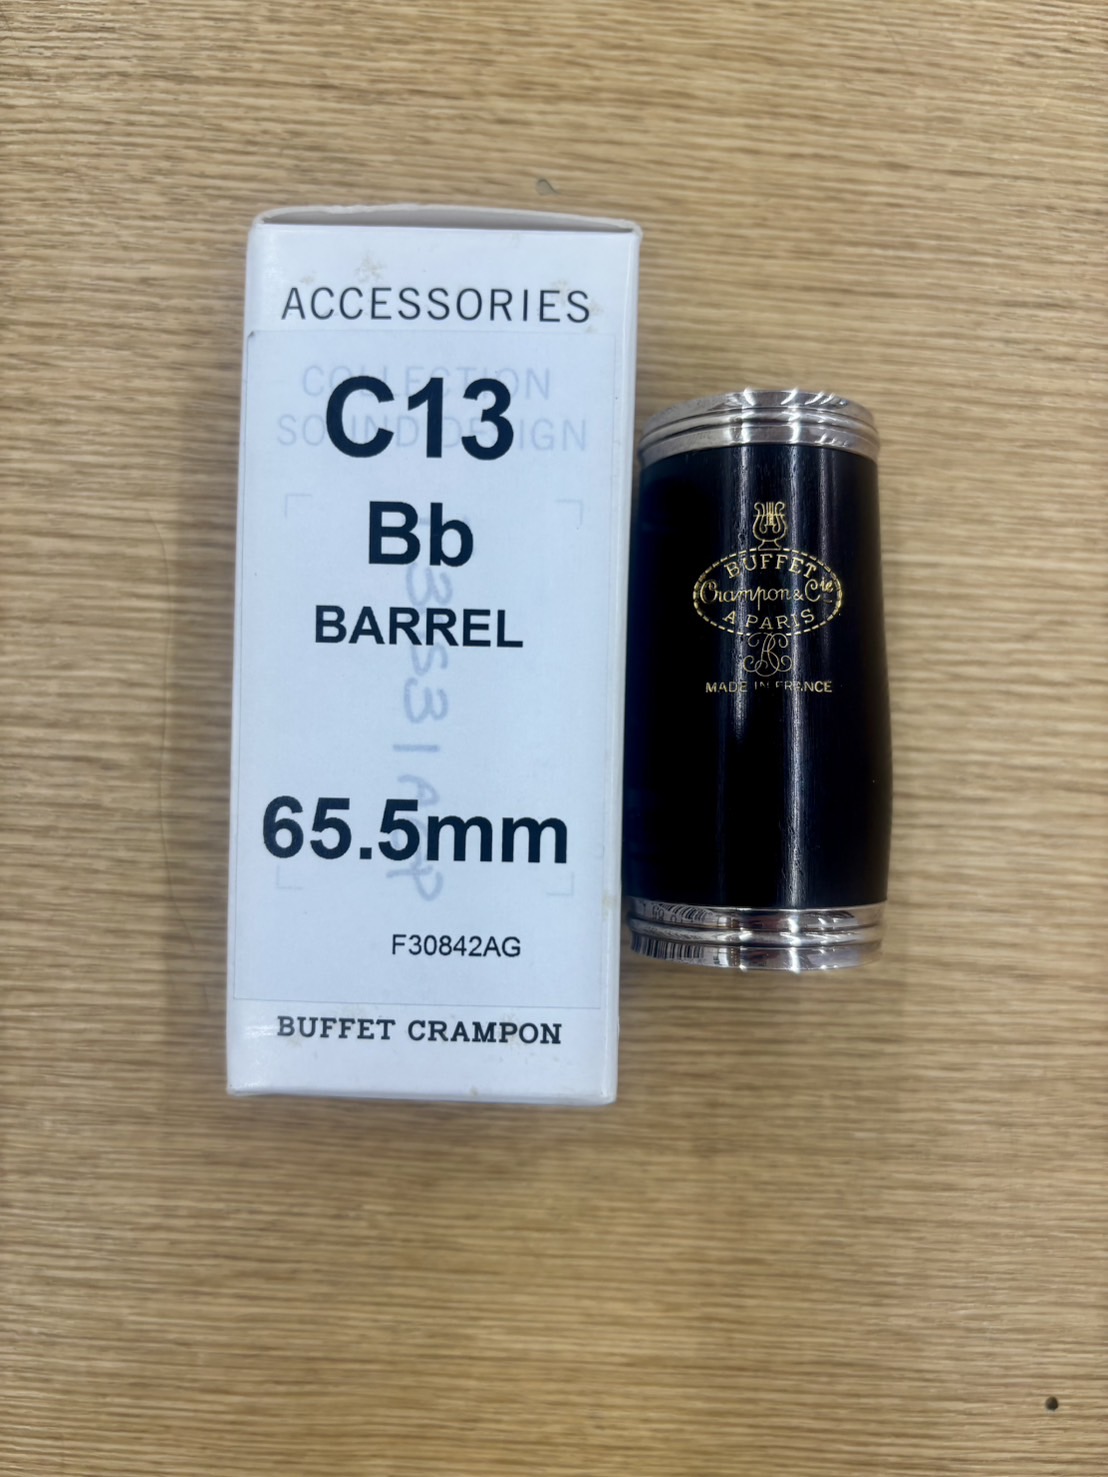 ACCESSORIES
COLLECTION
SOUND DESIGN
C13
Bb
BARREL
65.5mm
F30842AG
BUFFET CRAMPON
BUFFET
Crampon & Cie
A PARIS
BC
MADE IN FRANCE